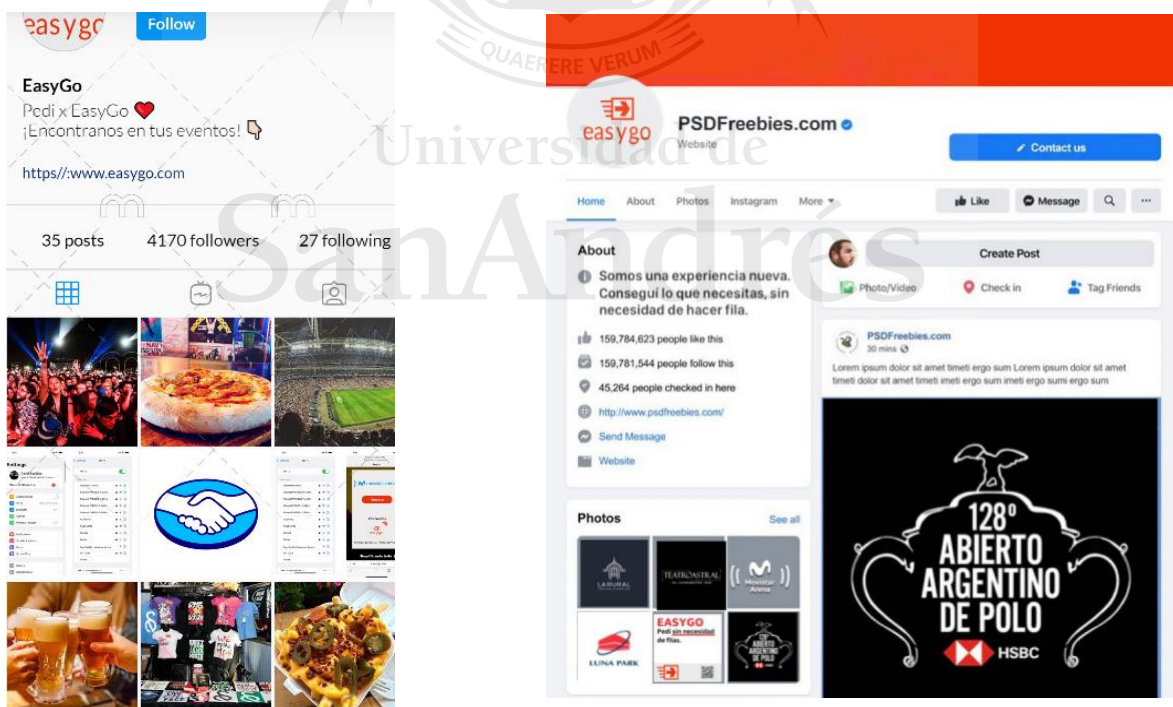 easygo
Follow
EasyGo
Pedi x EasyGo ❤️
¡Encontranos en tus eventos! 👇
https//:www.easygo.com
35 posts
4170 followers
27 following
QUAERERE VERUM
Universidad de
SanAndrés
easygo
PSDFreebies.com
Website
Contact us
Home
About
Photos
Instagram
More
Like
Message
About
Somos una experiencia nueva.
Conseguí lo que necesitas, sin
necesidad de hacer fila.
159,784,623 people like this
159,781,544 people follow this
45,264 people checked in here
http://www.psdfreebies.com/
Send Message
Website
Photos
See all
LA RURAL
TEATRO ASTRAL
Movistar
Arena
LUNA PARK
EASYGO
Pedi sin necesidad
de filas.
128º
ABIERTO
ARGENTINO
DE POLO
Create Post
Photo/Video
Check in
Tag Friends
PSDFreebies.com
30 mins
Lorem ipsum dolor sit amet timeti ergo sum Lorem ipsum dolor sit amet
timeti dolor sit amet timeti imeti ergo sum imeti ergo sumi ergo sum
128º
ABIERTO
ARGENTINO
DE POLO
HSBC